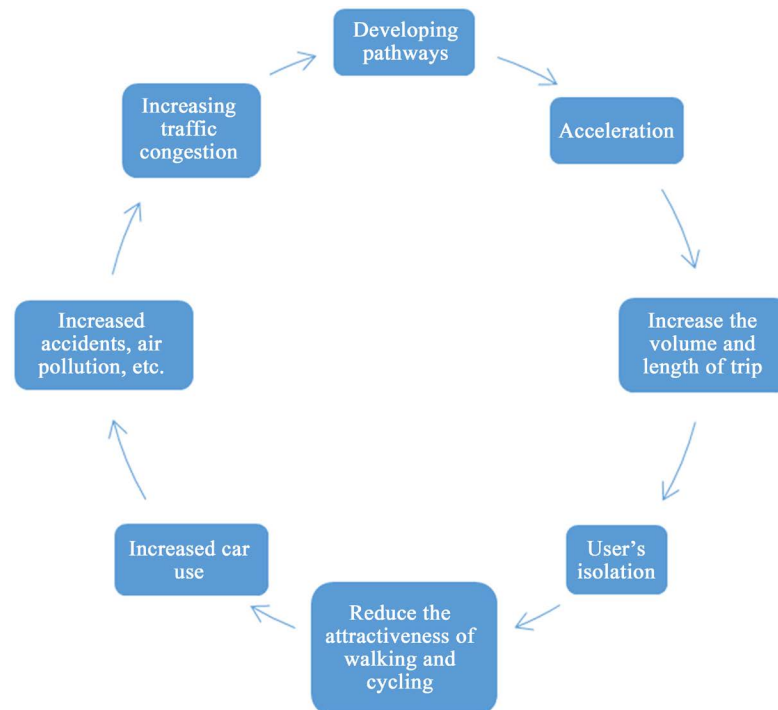 Developing
pathways
Acceleration
Increase the
volume and
length of trip
User’s
isolation
Reduce the
attractiveness of
walking and
cycling
Increased car
use
Increased
accidents, air
pollution, etc.
Increasing
traffic
congestion